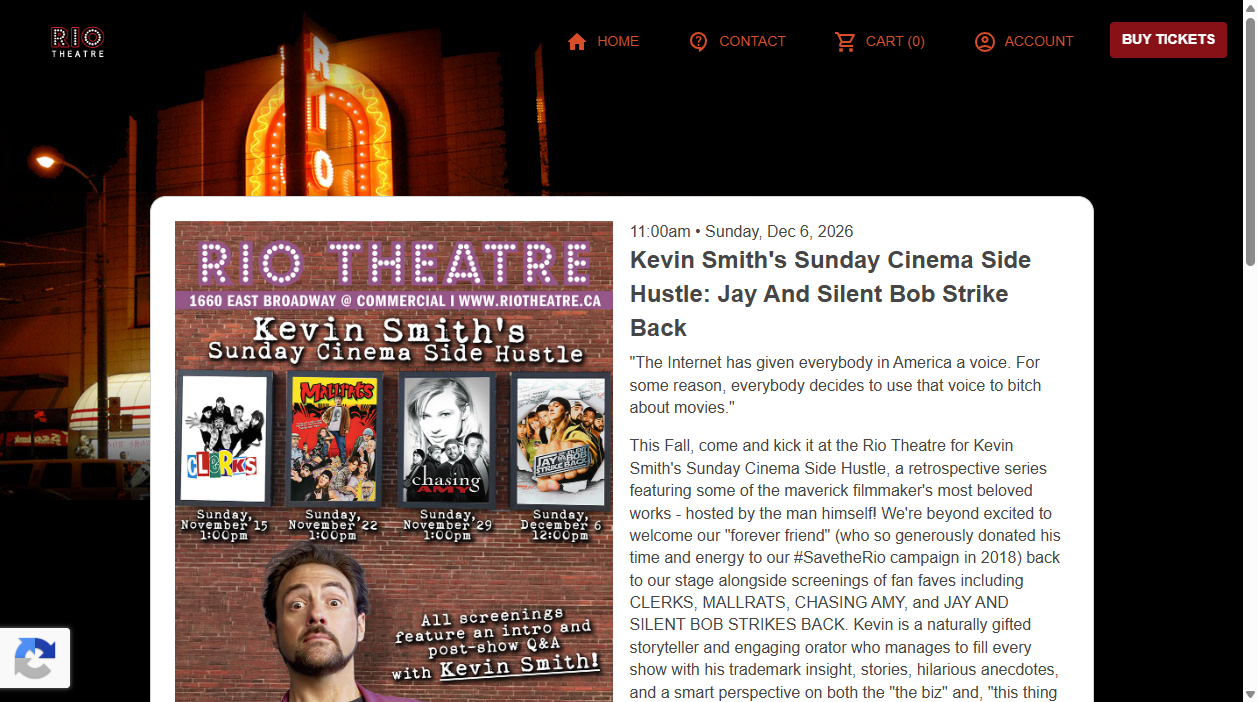 RIO
THEATRE
HOME
CONTACT
CART (0)
ACCOUNT
BUY TICKETS
RIO
RIO THEATRE
1660 EAST BROADWAY @ COMMERCIAL | WWW.RIOTHEATRE.CA
Kevin Smith's
Sunday Cinema Side Hustle
CLERKS
MALLRATS
chasing
AMY
JAY AND SILENT BOB
STRIKE BACK
Sunday,
November 15
1:00pm
Sunday,
November 22
1:00pm
Sunday,
November 29
1:00pm
Sunday,
December 6
12:00pm
All screenings
feature an intro and
post-show Q&A
with Kevin Smith!
11:00am • Sunday, Dec 6, 2026
Kevin Smith's Sunday Cinema Side
Hustle: Jay And Silent Bob Strike
Back
"The Internet has given everybody in America a voice. For
some reason, everybody decides to use that voice to bitch
about movies."
This Fall, come and kick it at the Rio Theatre for Kevin
Smith's Sunday Cinema Side Hustle, a retrospective series
featuring some of the maverick filmmaker's most beloved
works - hosted by the man himself! We're beyond excited to
welcome our "forever friend" (who so generously donated his
time and energy to our #SavetheRio campaign in 2018) back
to our stage alongside screenings of fan faves including
CLERKS, MALLRATS, CHASING AMY, and JAY AND
SILENT BOB STRIKES BACK. Kevin is a naturally gifted
storyteller and engaging orator who manages to fill every
show with his trademark insight, stories, hilarious anecdotes,
and a smart perspective on both the "the biz" and, "this thing